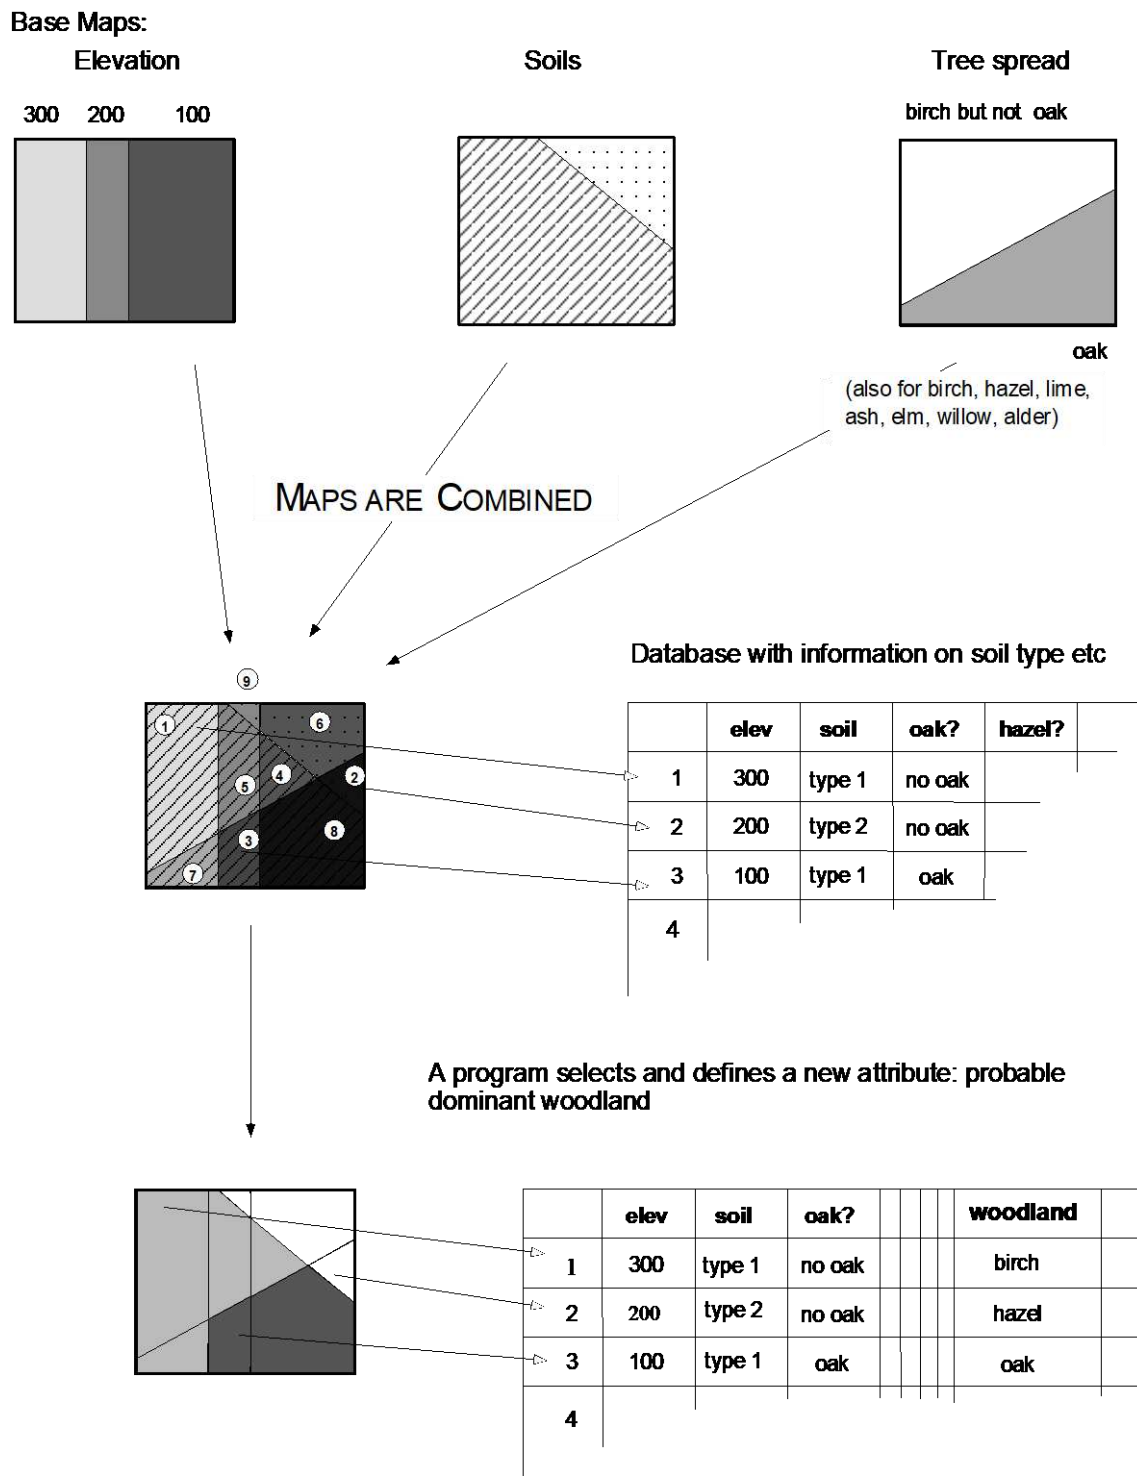 Base Maps:
Elevation Soils Tree spread
300 200 100 birch but not oak
oak
(also for birch, hazel, lime,
ash, elm, willow, alder)
MAPS ARE COMBINED
9
Database with information on soil type etc
1 6
5 4 2
3 8
7
elev soil oak? hazel?
1 300 type 1 no oak
2 200 type 2 no oak
3 100 type 1 oak
4
A program selects and defines a new attribute: probable
dominant woodland
elev soil oak? woodland
1 300 type 1 no oak birch
2 200 type 2 no oak hazel
3 100 type 1 oak oak
4